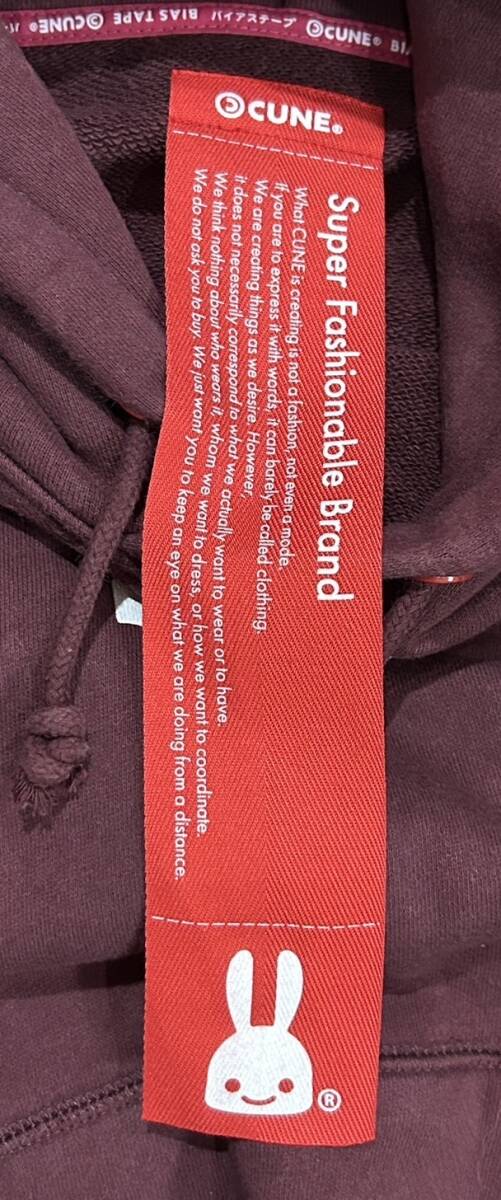 バ
CUNE®
BIAS TAPE
バイアステープ
CUNE®
BI
CUNE®
Super Fashionable Brand
What CUNE is creating is not a fashion, not even a mode.
If you are to express it with words, it can barely be called clothing.
We are creating things as we desire. However,
it does not necessarily correspond to what we actually want to wear or to have.
We think nothing about who wears it, whom we want to dress, or how we want to coordinate.
We do not ask you to buy. We just want you to keep an eye on what we are doing from a distance.
®